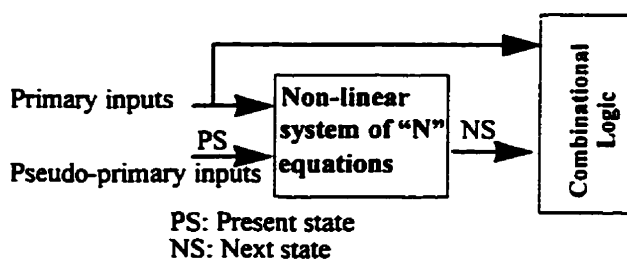 Primary inputs
PS
Pseudo-primary inputs
Non-linear
system of "N"
equations
NS
Combinational
Logic
PS: Present state
NS: Next state